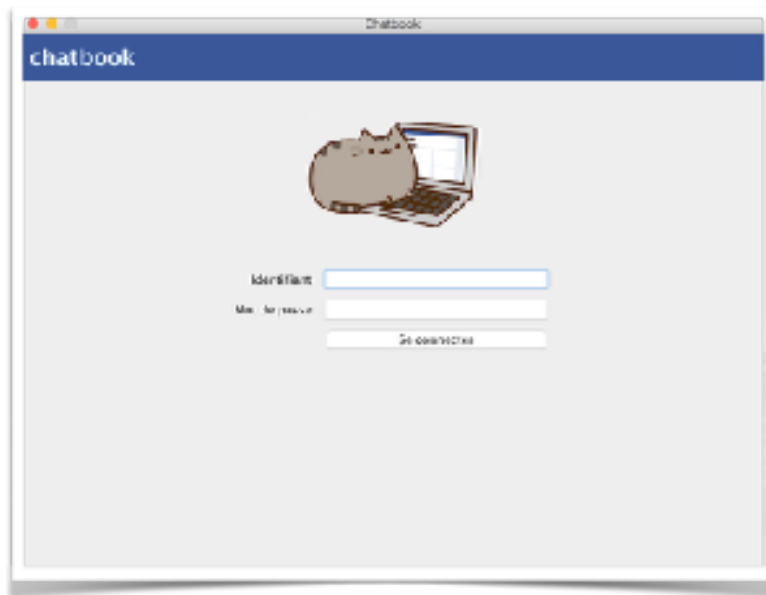 Chatbook
chatbook
Identifiant
Mot de passe
Se connecter